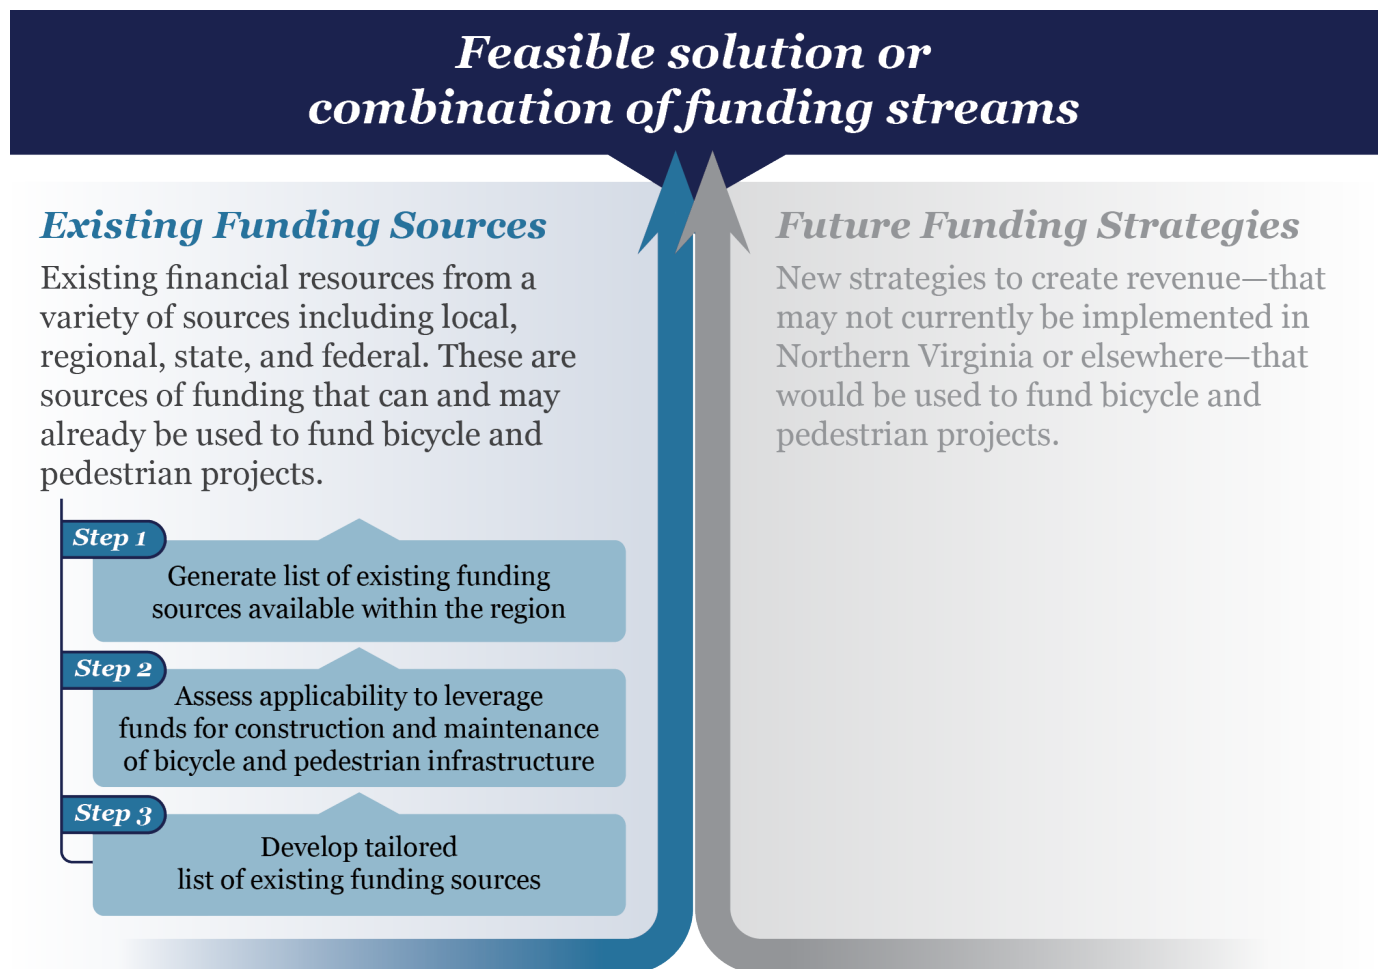 Feasible solution or
combination of funding streams
Existing Funding Sources
Existing financial resources from a
variety of sources including local,
regional, state, and federal. These are
sources of funding that can and may
already be used to fund bicycle and
pedestrian projects.
Step 1
Generate list of existing funding
sources available within the region
Step 2
Assess applicability to leverage
funds for construction and maintenance
of bicycle and pedestrian infrastructure
Step 3
Develop tailored
list of existing funding sources
Future Funding Strategies
New strategies to create revenue—that
may not currently be implemented in
Northern Virginia or elsewhere—that
would be used to fund bicycle and
pedestrian projects.